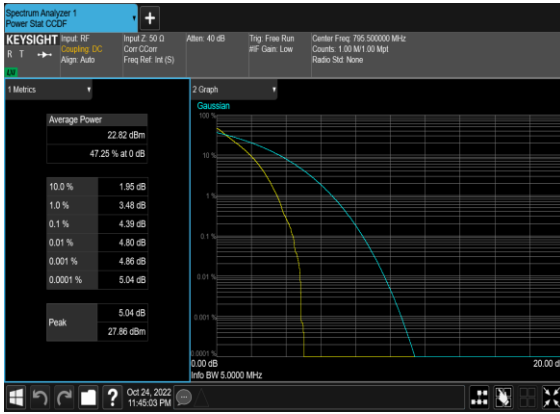 Spectrum Analyzer 1
Power Stat CCDF
+
KEYSIGHT
R T
LV
Input: RF
Coupling: DC
Align: Auto
Input Z: 50 Ω
Corr CCorr
Freq Ref: Int (S)
Atten: 40 dB
Trig: Free Run
#IF Gain: Low
Center Freq: 795.500000 MHz
Counts: 1.00 M/1.00 Mpt
Radio Std: None
1 Metrics
Average Power
22.82 dBm
47.25 % at 0 dB
10.0 % 1.95 dB
1.0 % 3.48 dB
0.1 % 4.39 dB
0.01 % 4.80 dB
0.001 % 4.86 dB
0.0001 % 5.04 dB
Peak
5.04 dB
27.86 dBm
2 Graph
Gaussian
100 %
10 %
1 %
0.1 %
0.01 %
0.001 %
0.0001 %
0.00 dB
20.00 d
Info BW 5.0000 MHz
?
Oct 24, 2022
11:45:03 PM